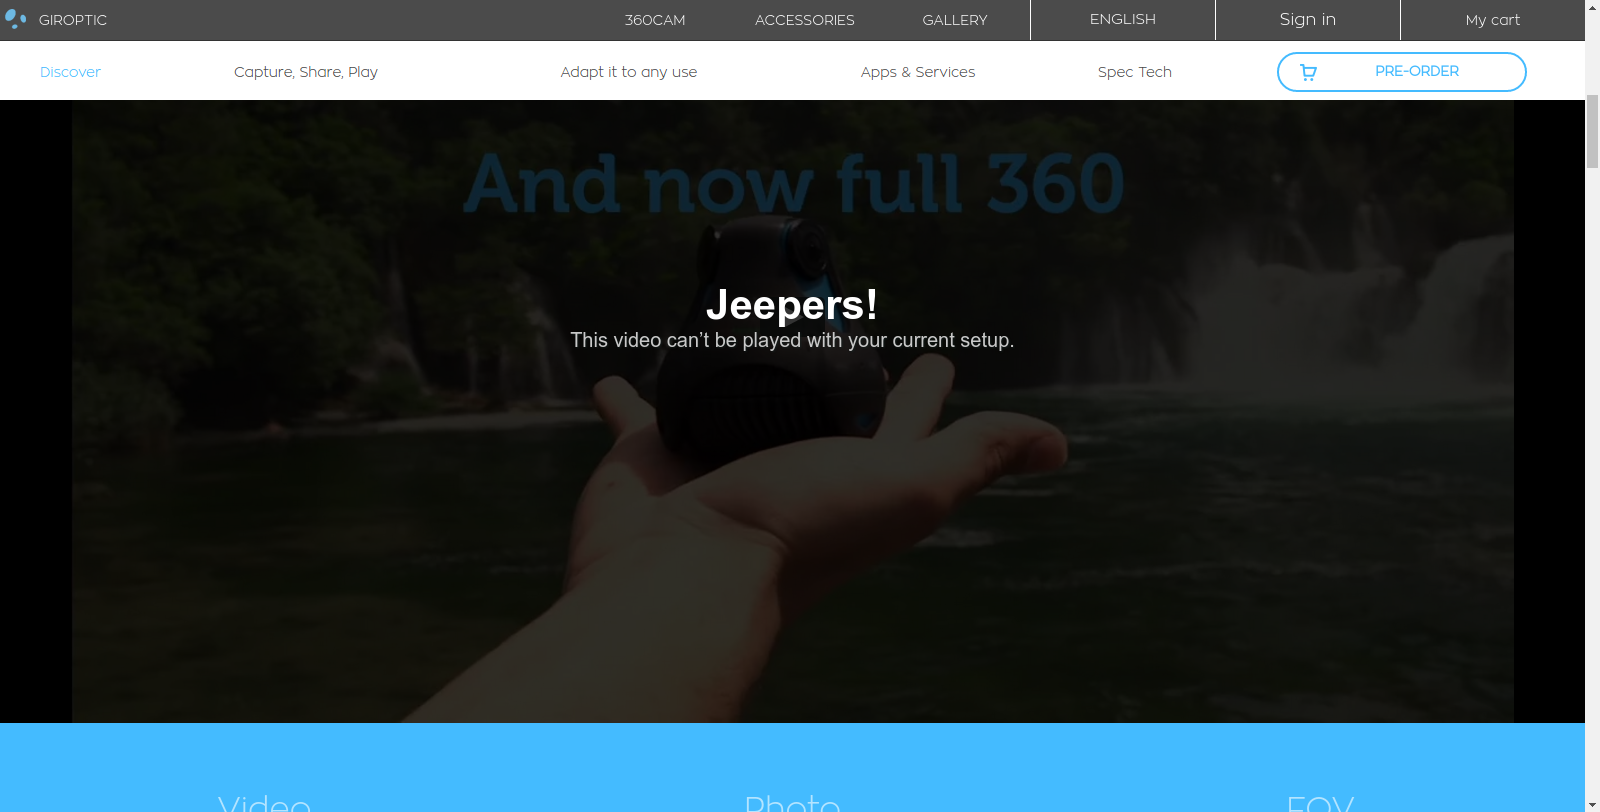 GIROPTIC
360CAM
ACCESSORIES
GALLERY
ENGLISH
Sign in
My cart
Discover
Capture, Share, Play
Adapt it to any use
Apps & Services
Spec Tech
PRE-ORDER
And now full 360
Jeepers!
This video can’t be played with your current setup.
Video
Photo
FOV